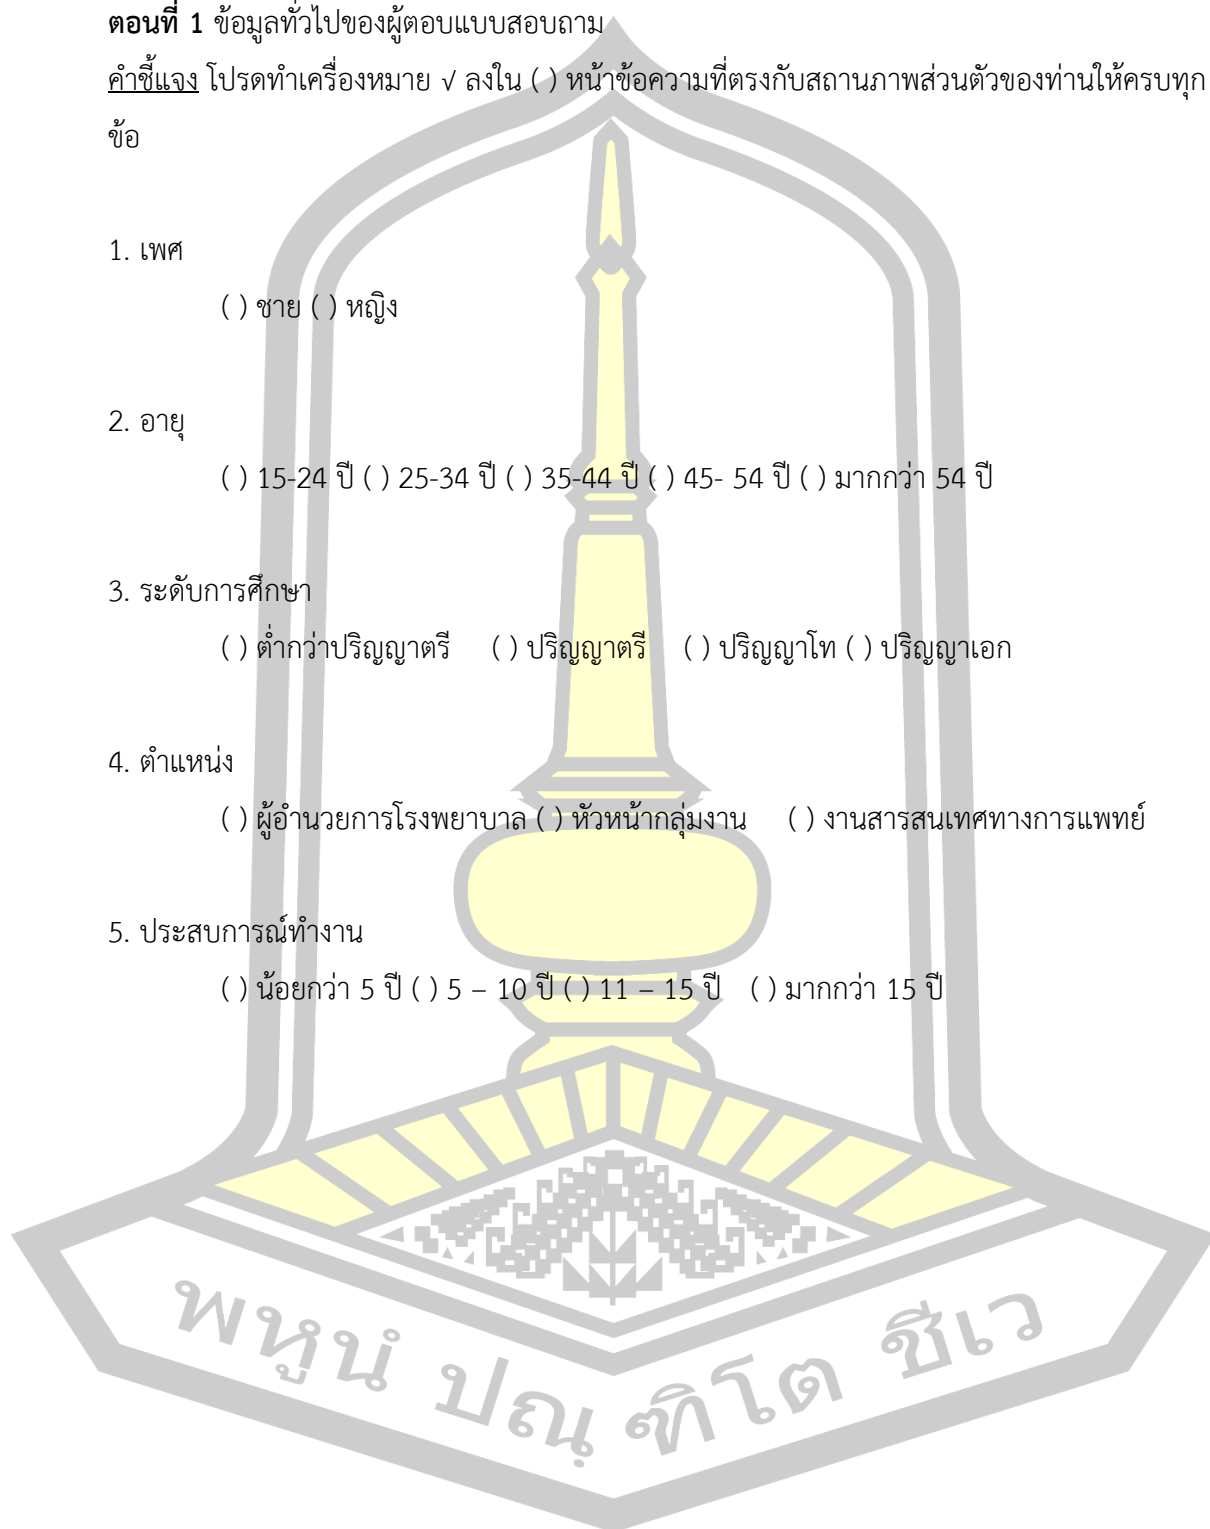 ตอนที่ 1 ข้อมูลทั่วไปของผู้ตอบแบบสอบถาม
คำชี้แจง โปรดทำเครื่องหมาย √ ลงใน ( ) หน้าข้อความที่ตรงกับสถานภาพส่วนตัวของท่านให้ครบทุก
ข้อ
1. เพศ
( ) ชาย ( ) หญิง
2. อายุ
( ) 15-24 ปี ( ) 25-34 ปี ( ) 35-44 ปี ( ) 45- 54 ปี ( ) มากกว่า 54 ปี
3. ระดับการศึกษา
( ) ต่ำกว่าปริญญาตรี ( ) ปริญญาตรี ( ) ปริญญาโท ( ) ปริญญาเอก
4. ตำแหน่ง
( ) ผู้อำนวยการโรงพยาบาล ( ) หัวหน้ากลุ่มงาน ( ) งานสารสนเทศทางการแพทย์
5. ประสบการณ์ทำงาน
( ) น้อยกว่า 5 ปี ( ) 5 – 10 ปี ( ) 11 – 15 ปี ( ) มากกว่า 15 ปี
พหูนํ ปณฺฑิโต ชีเว